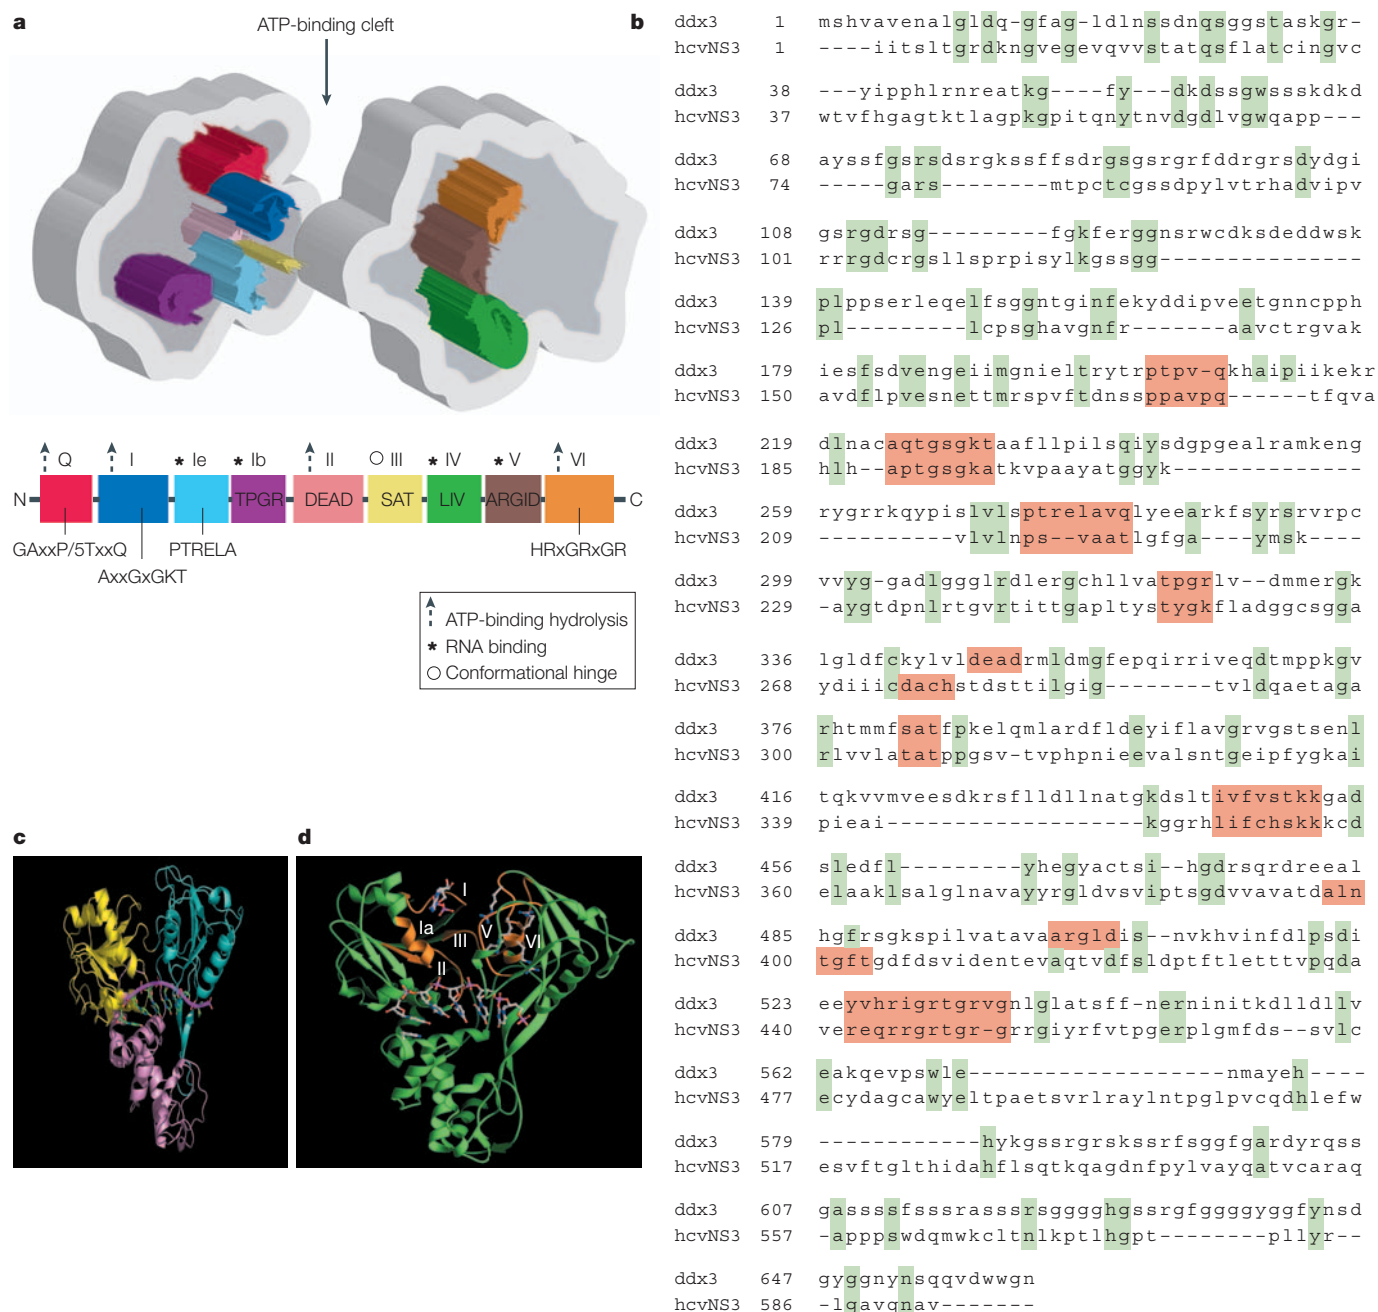 a
ATP-binding cleft
Q I Ie Ib II III IV V VI
* * * *
N TPGR DEAD SAT LIV ARGID C
GAxxP/5TxxQ PTRELA HRxGRxGR
AxxGxGKT
ATP-binding hydrolysis
* RNA binding
Conformational hinge
b
ddx3 1 mshvavenalgldq-gfag-ldlnssdnqsggstaskgr-
hcvNS3 1 ----iitsltgrdkngvegevqvvstatqsflatcingvc
ddx3 38 ---yipphlrnreatkg----fy---dkdssgwssskdkd
hcvNS3 37 wtvfhgagtktlagpkgpitqnytnvdgdlvgwqapp---
ddx3 68 ayssfgsrsdsrgkssffsdrgsgsrgrfddrgrsdydgi
hcvNS3 74 -----gars--------mtpctcgssdpylvtrhadvipv
ddx3 108 gsrgdrsg---------fgkferggnsrwcdksdeddwsk
hcvNS3 101 rrrgdcrgsllsprpisylkgssgg---------------
ddx3 139 plppserleqelfsggntginfekyddipveetgnncpph
hcvNS3 126 pl---------lcpsghavgnfr-------aavctrgvak
ddx3 179 iesfsdvengeiimgnieltrytrptpv-qkhaipiikekr
hcvNS3 150 avdflpvesnettmrspvftdnssppavpq------tfqva
ddx3 219 dlnacaqtgsgktaafllpilsqiysdgpgealramkeng
hcvNS3 185 hlh--aptgsgkatkvpaayatggyk--------------
ddx3 259 rygrrkqypislvlsptrelavqlyeearkfsyrsrvrpc
hcvNS3 209 ----------vlvlnps--vaatlgfga----ymsk----
ddx3 299 vvyg-gadlggglrdlergchllvatpgrlv--dmmergk
hcvNS3 229 -aygtdpnlrtgvrtittgapltystygkfladggcsgga
ddx3 336 lgldfckylvldeadrmldmgfepqirriveqdtmppkgv
hcvNS3 268 ydiiicdachstdsttilgig--------tvldqaetaga
ddx3 376 rhtmmfsatfpkelqmlardfldeyiflavgrvgstsenl
hcvNS3 300 rlvvlatatppgsv-tvphpnieevalsntgeipfygkai
ddx3 416 tqkvvmveesdkrsflldllnatgkdsltivfvstkkgad
hcvNS3 339 pieai-------------------kggrhlifchskkkcd
ddx3 456 sledfl---------yhegyactsi--hgdrsqrdreeal
hcvNS3 360 elaaklsalglnavayyrgldvsviptsgdvvavatdaln
ddx3 485 hgfrsgkspilvatavaargldis--nvkhvinfdlpsdi
hcvNS3 400 tgftgdfdsvidentevaqtvdfsldptftletttvpqda
ddx3 523 eeyvhrigrtgrvgnlglatsff-nerninitkdlldllv
hcvNS3 440 vereqrrgrtgr-grrgiyrfvtpgerplgmfds--svlc
ddx3 562 eakqevpswle-------------------nmayeh----
hcvNS3 477 ecydagcawyeltpaetsvrlraylntpglpvcqdhlefw
ddx3 579 ------------hykgssrgrskssrfsggfgardyrqss
hcvNS3 517 esvftglthidahflsqtkqagdnfpylvayqatvcaraq
ddx3 607 gassssfsssrasssrsgggghgssrgfggggyggfynsd
hcvNS3 557 -apppswdqmwkcltnlkptlhgpt--------pllyr--
ddx3 647 gyggnynsqqvdwwgn
hcvNS3 586 -lgavqnav-------
c
d
I
Ia
III
V
VI
II